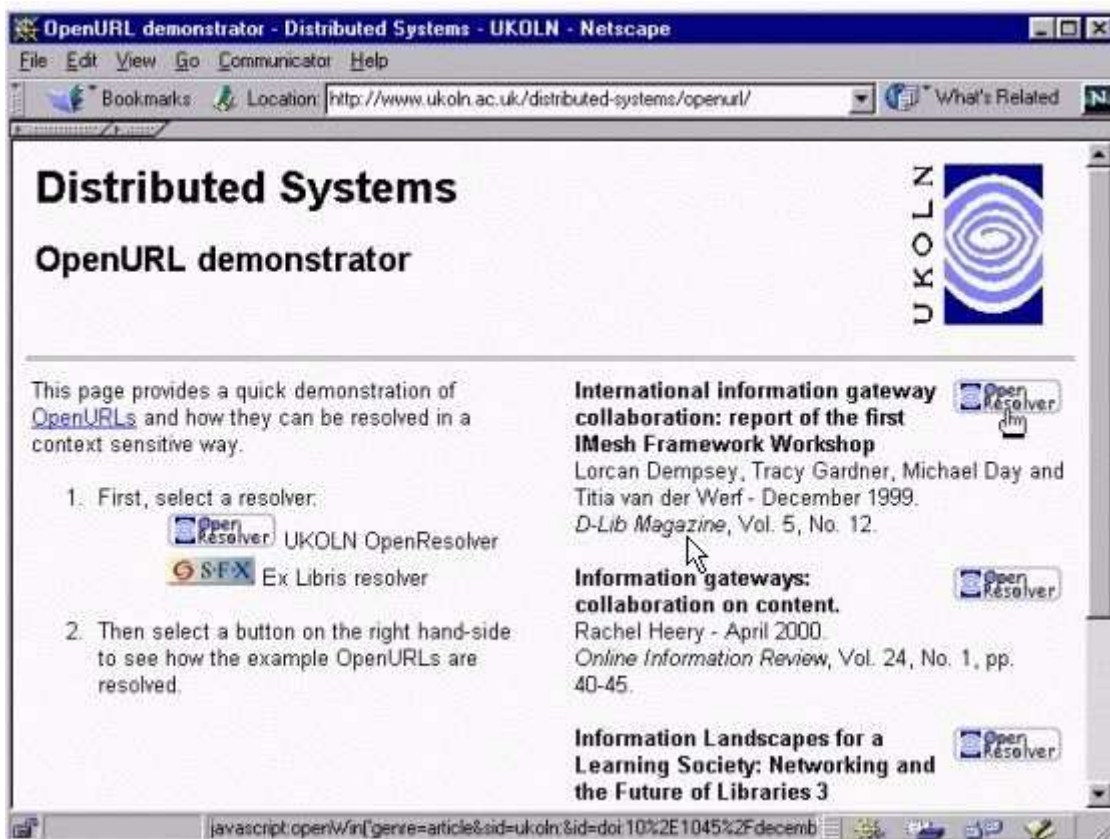 OpenURL demonstrator - Distributed Systems - UKOLN - Netscape
File Edit View Go Communicator Help
Bookmarks Location: http://www.ukoln.ac.uk/distributed-systems/openurl/ What's Related N
Distributed Systems
OpenURL demonstrator
UKOLN
This page provides a quick demonstration of
OpenURLs and how they can be resolved in a
context sensitive way.
1. First, select a resolver:
Open Resolver UKOLN OpenResolver
S·F·X Ex Libris resolver
2. Then select a button on the right hand-side
to see how the example OpenURLs are
resolved.
International information gateway
collaboration: report of the first
IMesh Framework Workshop
Open Resolver
Lorcan Dempsey, Tracy Gardner, Michael Day and
Titia van der Werf - December 1999.
D-Lib Magazine, Vol. 5, No. 12.
Information gateways:
collaboration on content.
Open Resolver
Rachel Heery - April 2000.
Online Information Review, Vol. 24, No. 1, pp.
40-45.
Information Landscapes for a
Learning Society: Networking and
the Future of Libraries 3
Open Resolver
javascript:openWin('genre=article&sid=ukoln:&id=doi:10%2E1045%2Fdecemb